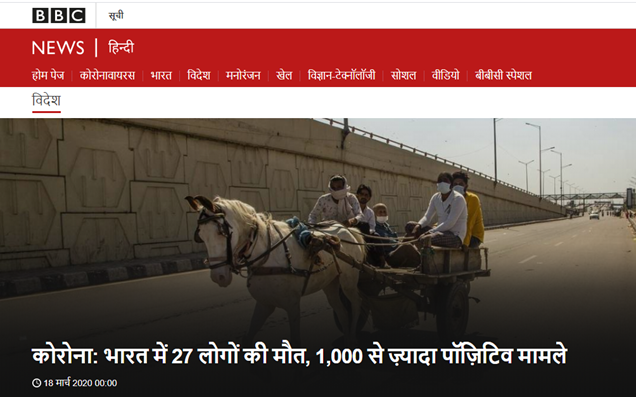 BBC सूची
NEWS हिन्दी
होम पेज कोरोनावायरस भारत विदेश मनोरंजन खेल विज्ञान-टेक्नॉलॉजी सोशल वीडियो बीबीसी स्पेशल
विदेश
कोरोना: भारत में 27 लोगों की मौत, 1,000 से ज़्यादा पॉज़िटिव मामले
18 मार्च 2020 00:00